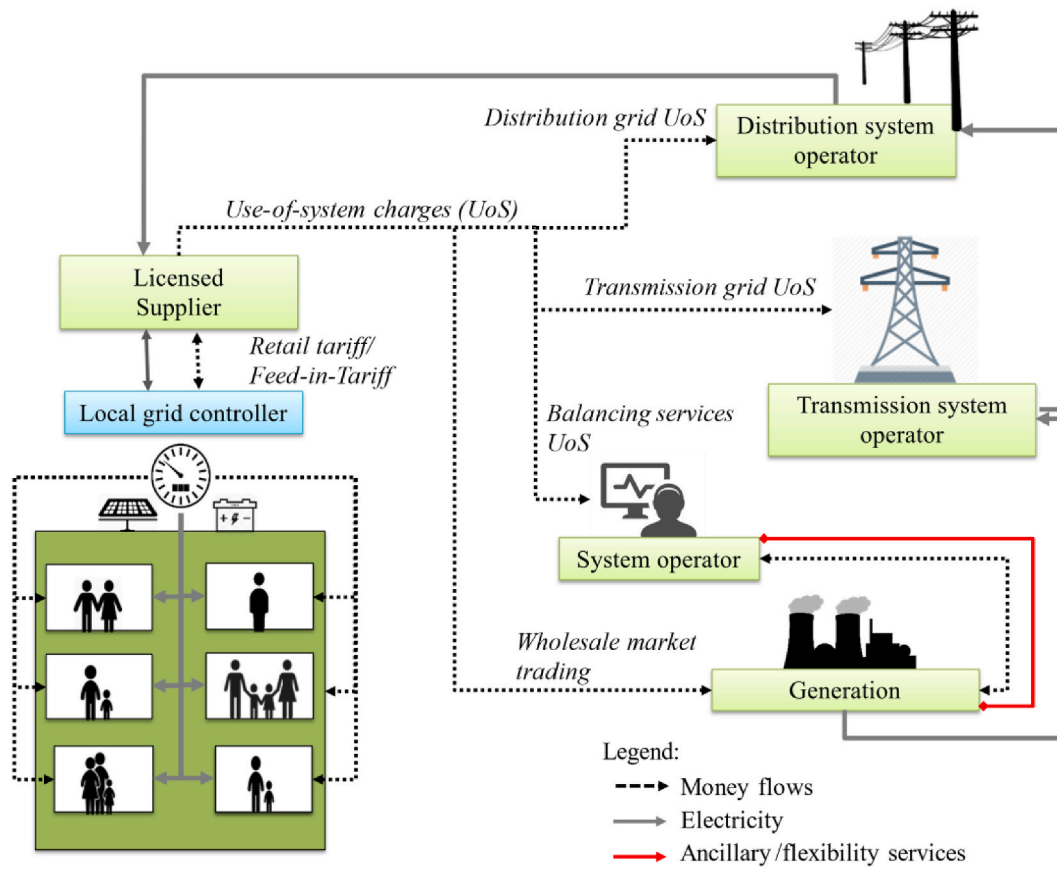 Distribution grid UoS
Distribution system
operator
Use-of-system charges (UoS)
Licensed
Supplier
Transmission grid UoS
Retail tariff/
Feed-in-Tariff
Local grid controller
Transmission system
operator
Balancing services
UoS
+ -
System operator
Wholesale market
trading
Generation
Legend:
Money flows
Electricity
Ancillary/flexibility services